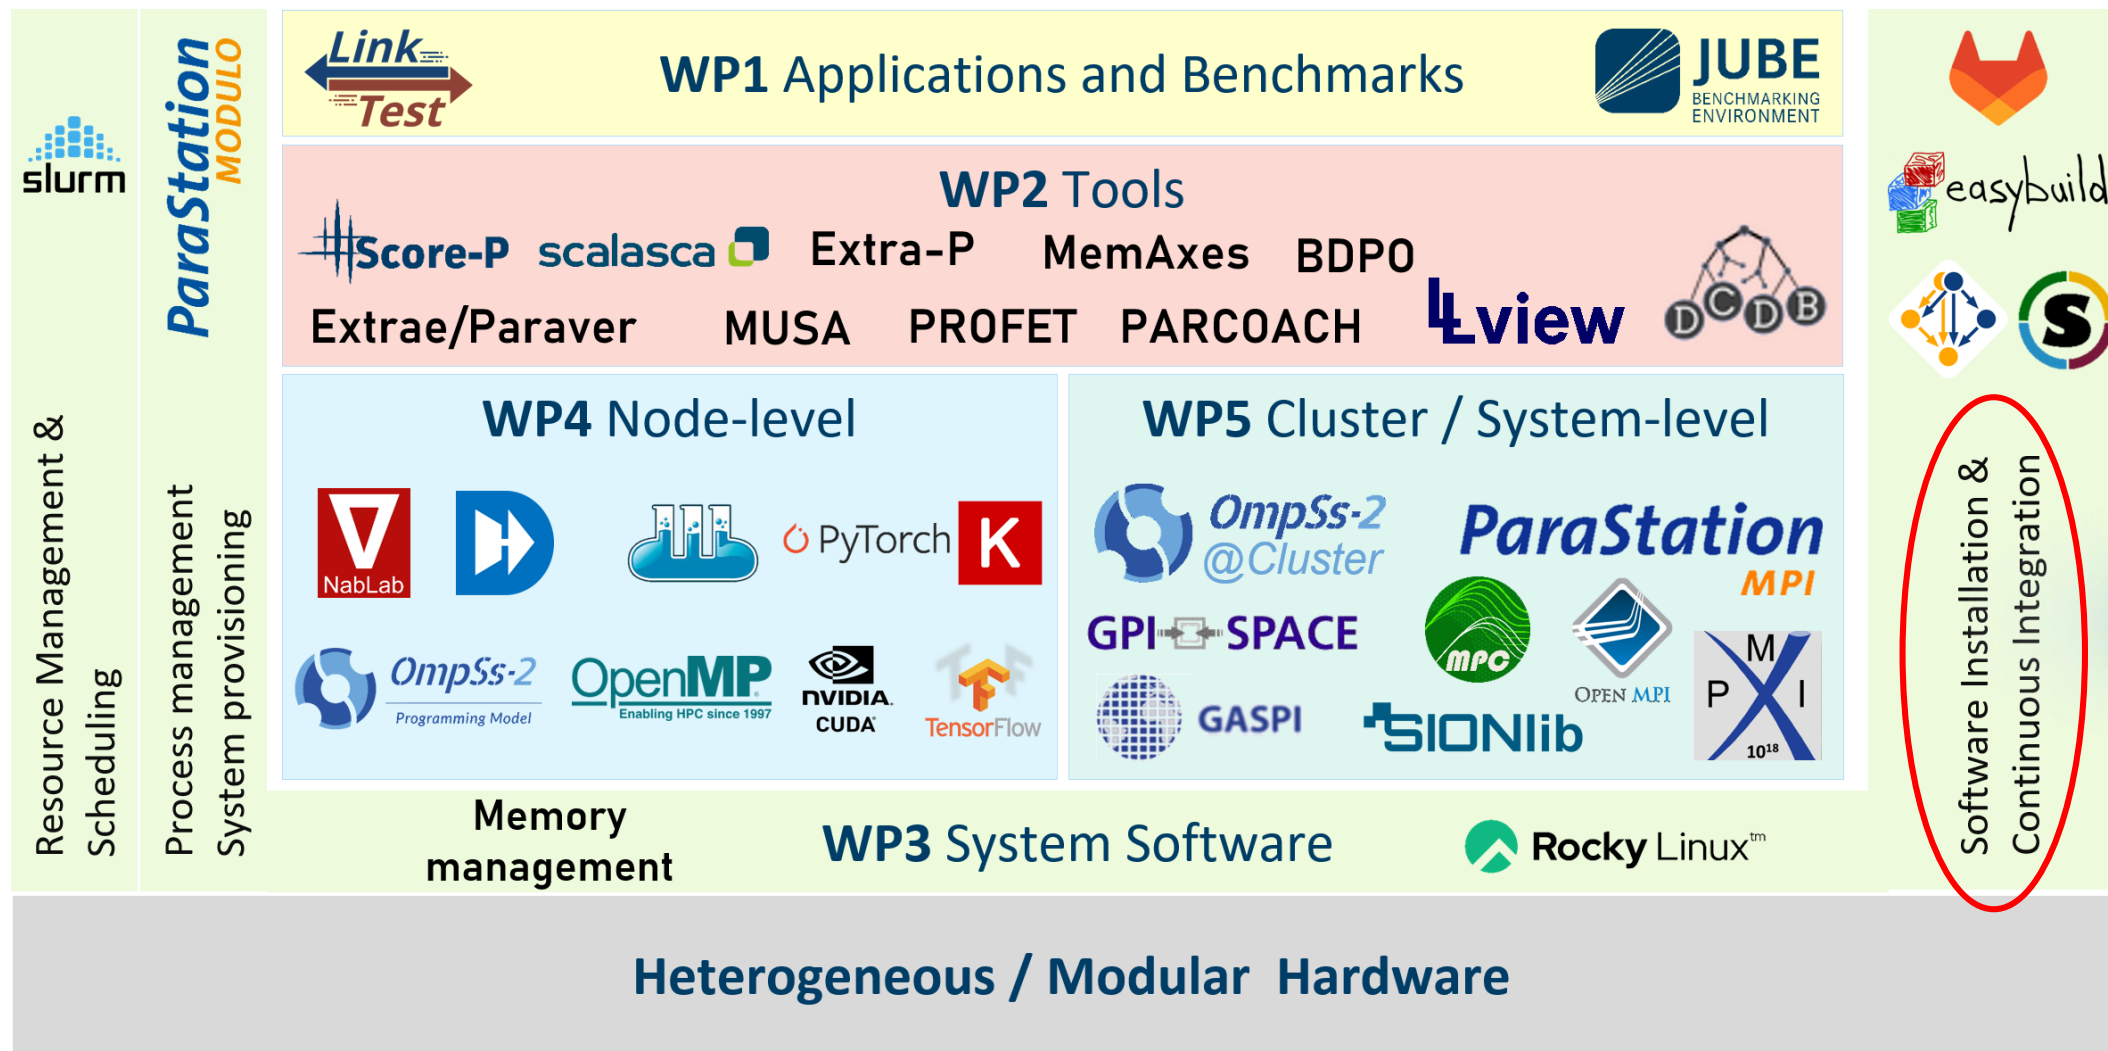 slurm
Resource Management &
Scheduling
ParaStation
MODULO
Process management
System provisioning
Link
Test
WP1 Applications and Benchmarks
JUBE
BENCHMARKING
ENVIRONMENT
WP2 Tools
Score-P
scalasca
Extra-P
MemAxes
BDPO
Extrae/Paraver
MUSA
PROFET
PARCOACH
LLview
DCDB
WP4 Node-level
NabLab
PyTorch
K
OmpSs-2
Programming Model
OpenMP
Enabling HPC since 1997
NVIDIA.
CUDA
TF
TensorFlow
WP5 Cluster / System-level
OmpSs-2
@Cluster
ParaStation
MPI
GPI SPACE
MPC
OPEN MPI
GASPI
SIONlib
PMI
10¹⁸
Memory
management
WP3 System Software
Rocky Linux™
easybuild
S
Software Installation &
Continuous Integration
Heterogeneous / Modular Hardware